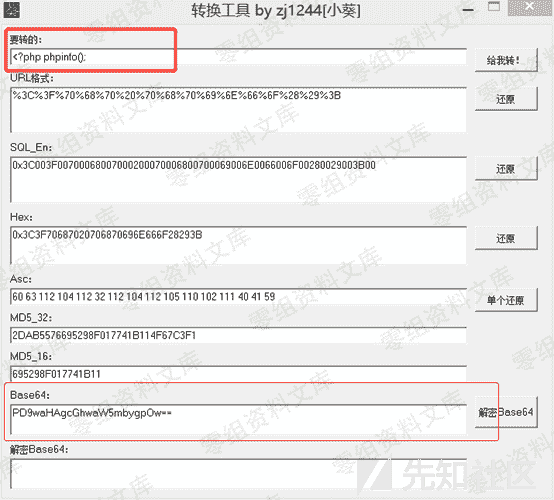 转换工具 by zj1244[小葵]
要转的:
<?php phpinfo();
给我转!
URL格式:
%3C%3F%70%68%70%20%70%68%70%69%6E%66%6F%28%29%3B
还原
SQL_En:
0x3C003F00700068007000200070006800700069006E0066006F00280029003B00
还原
Hex:
0x3C3F70687020706870696E666F28293B
还原
Asc:
60 63 112 104 112 32 112 104 112 105 110 102 111 40 41 59
单个还原
MD5_32:
2DAB5576695298F017741B114F67C3F1
MD5_16:
695298F017741B11
Base64:
PD9waHAgcGhwaW5mbygpOw==
解密Base64
解密Base64:
零组资料文库
先知社区